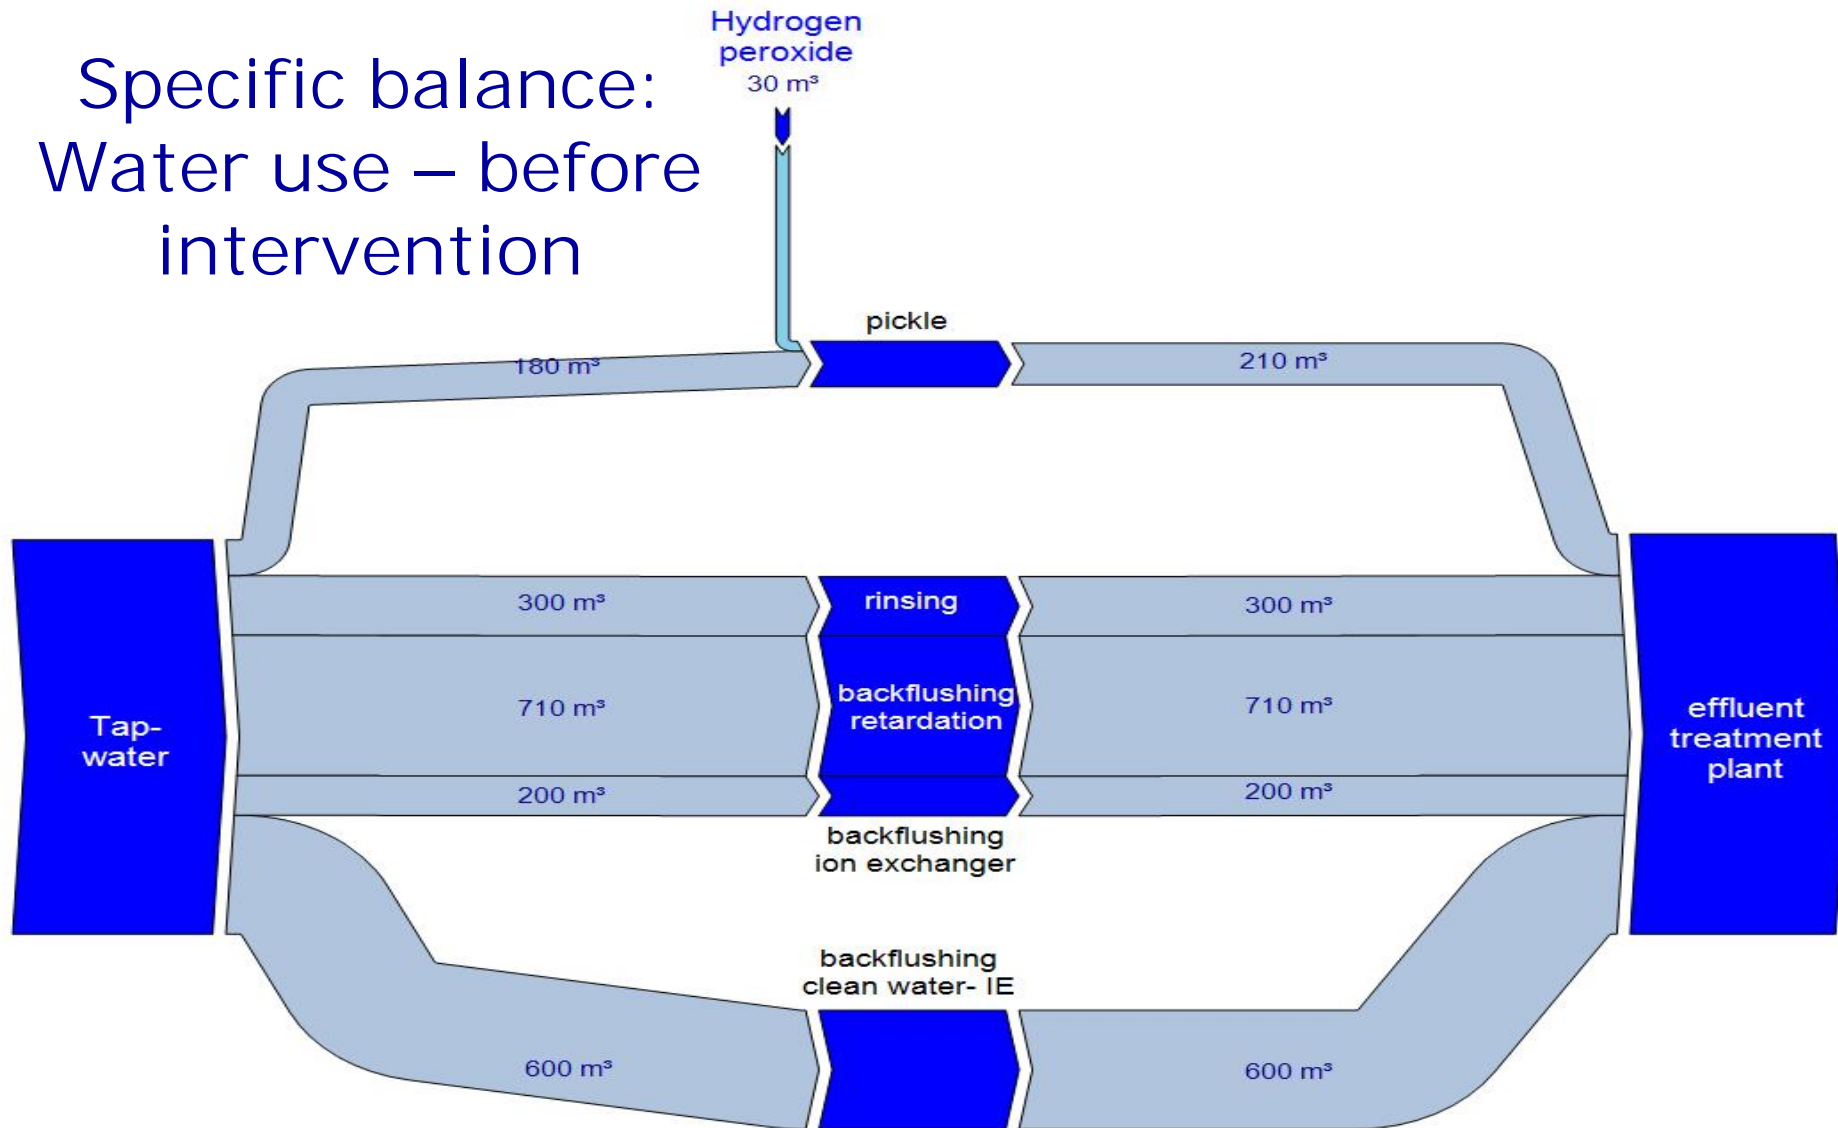 Specific balance:
Water use – before
intervention
Hydrogen
peroxide
30 m³
pickle
180 m³
210 m³
300 m³
rinsing
300 m³
Tap-
water
710 m³
backflushing
retardation
710 m³
effluent
treatment
plant
200 m³
200 m³
backflushing
ion exchanger
backflushing
clean water- IE
600 m³
600 m³